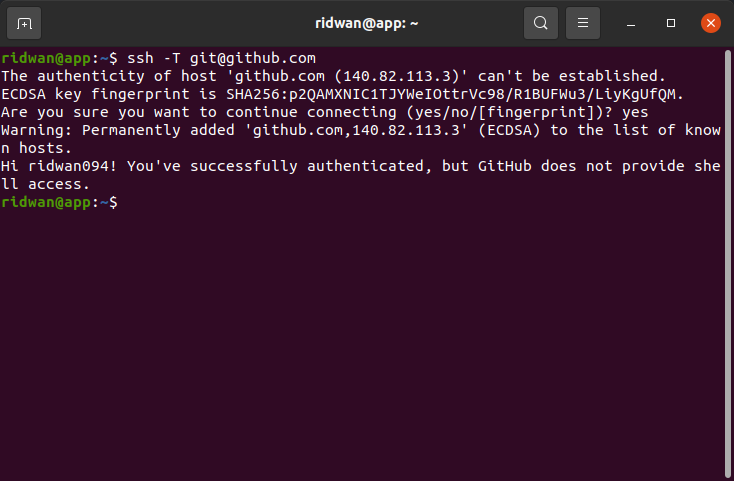 ridwan@app: ~
ridwan@app:~$ ssh -T git@github.com
The authenticity of host 'github.com (140.82.113.3)' can't be established.
ECDSA key fingerprint is SHA256:p2QAMXNIC1TJYWeIOttrVc98/R1BUFWu3/LiyKgUfQM.
Are you sure you want to continue connecting (yes/no/[fingerprint])? yes
Warning: Permanently added 'github.com,140.82.113.3' (ECDSA) to the list of know
n hosts.
Hi ridwan094! You've successfully authenticated, but GitHub does not provide she
ll access.
ridwan@app:~$